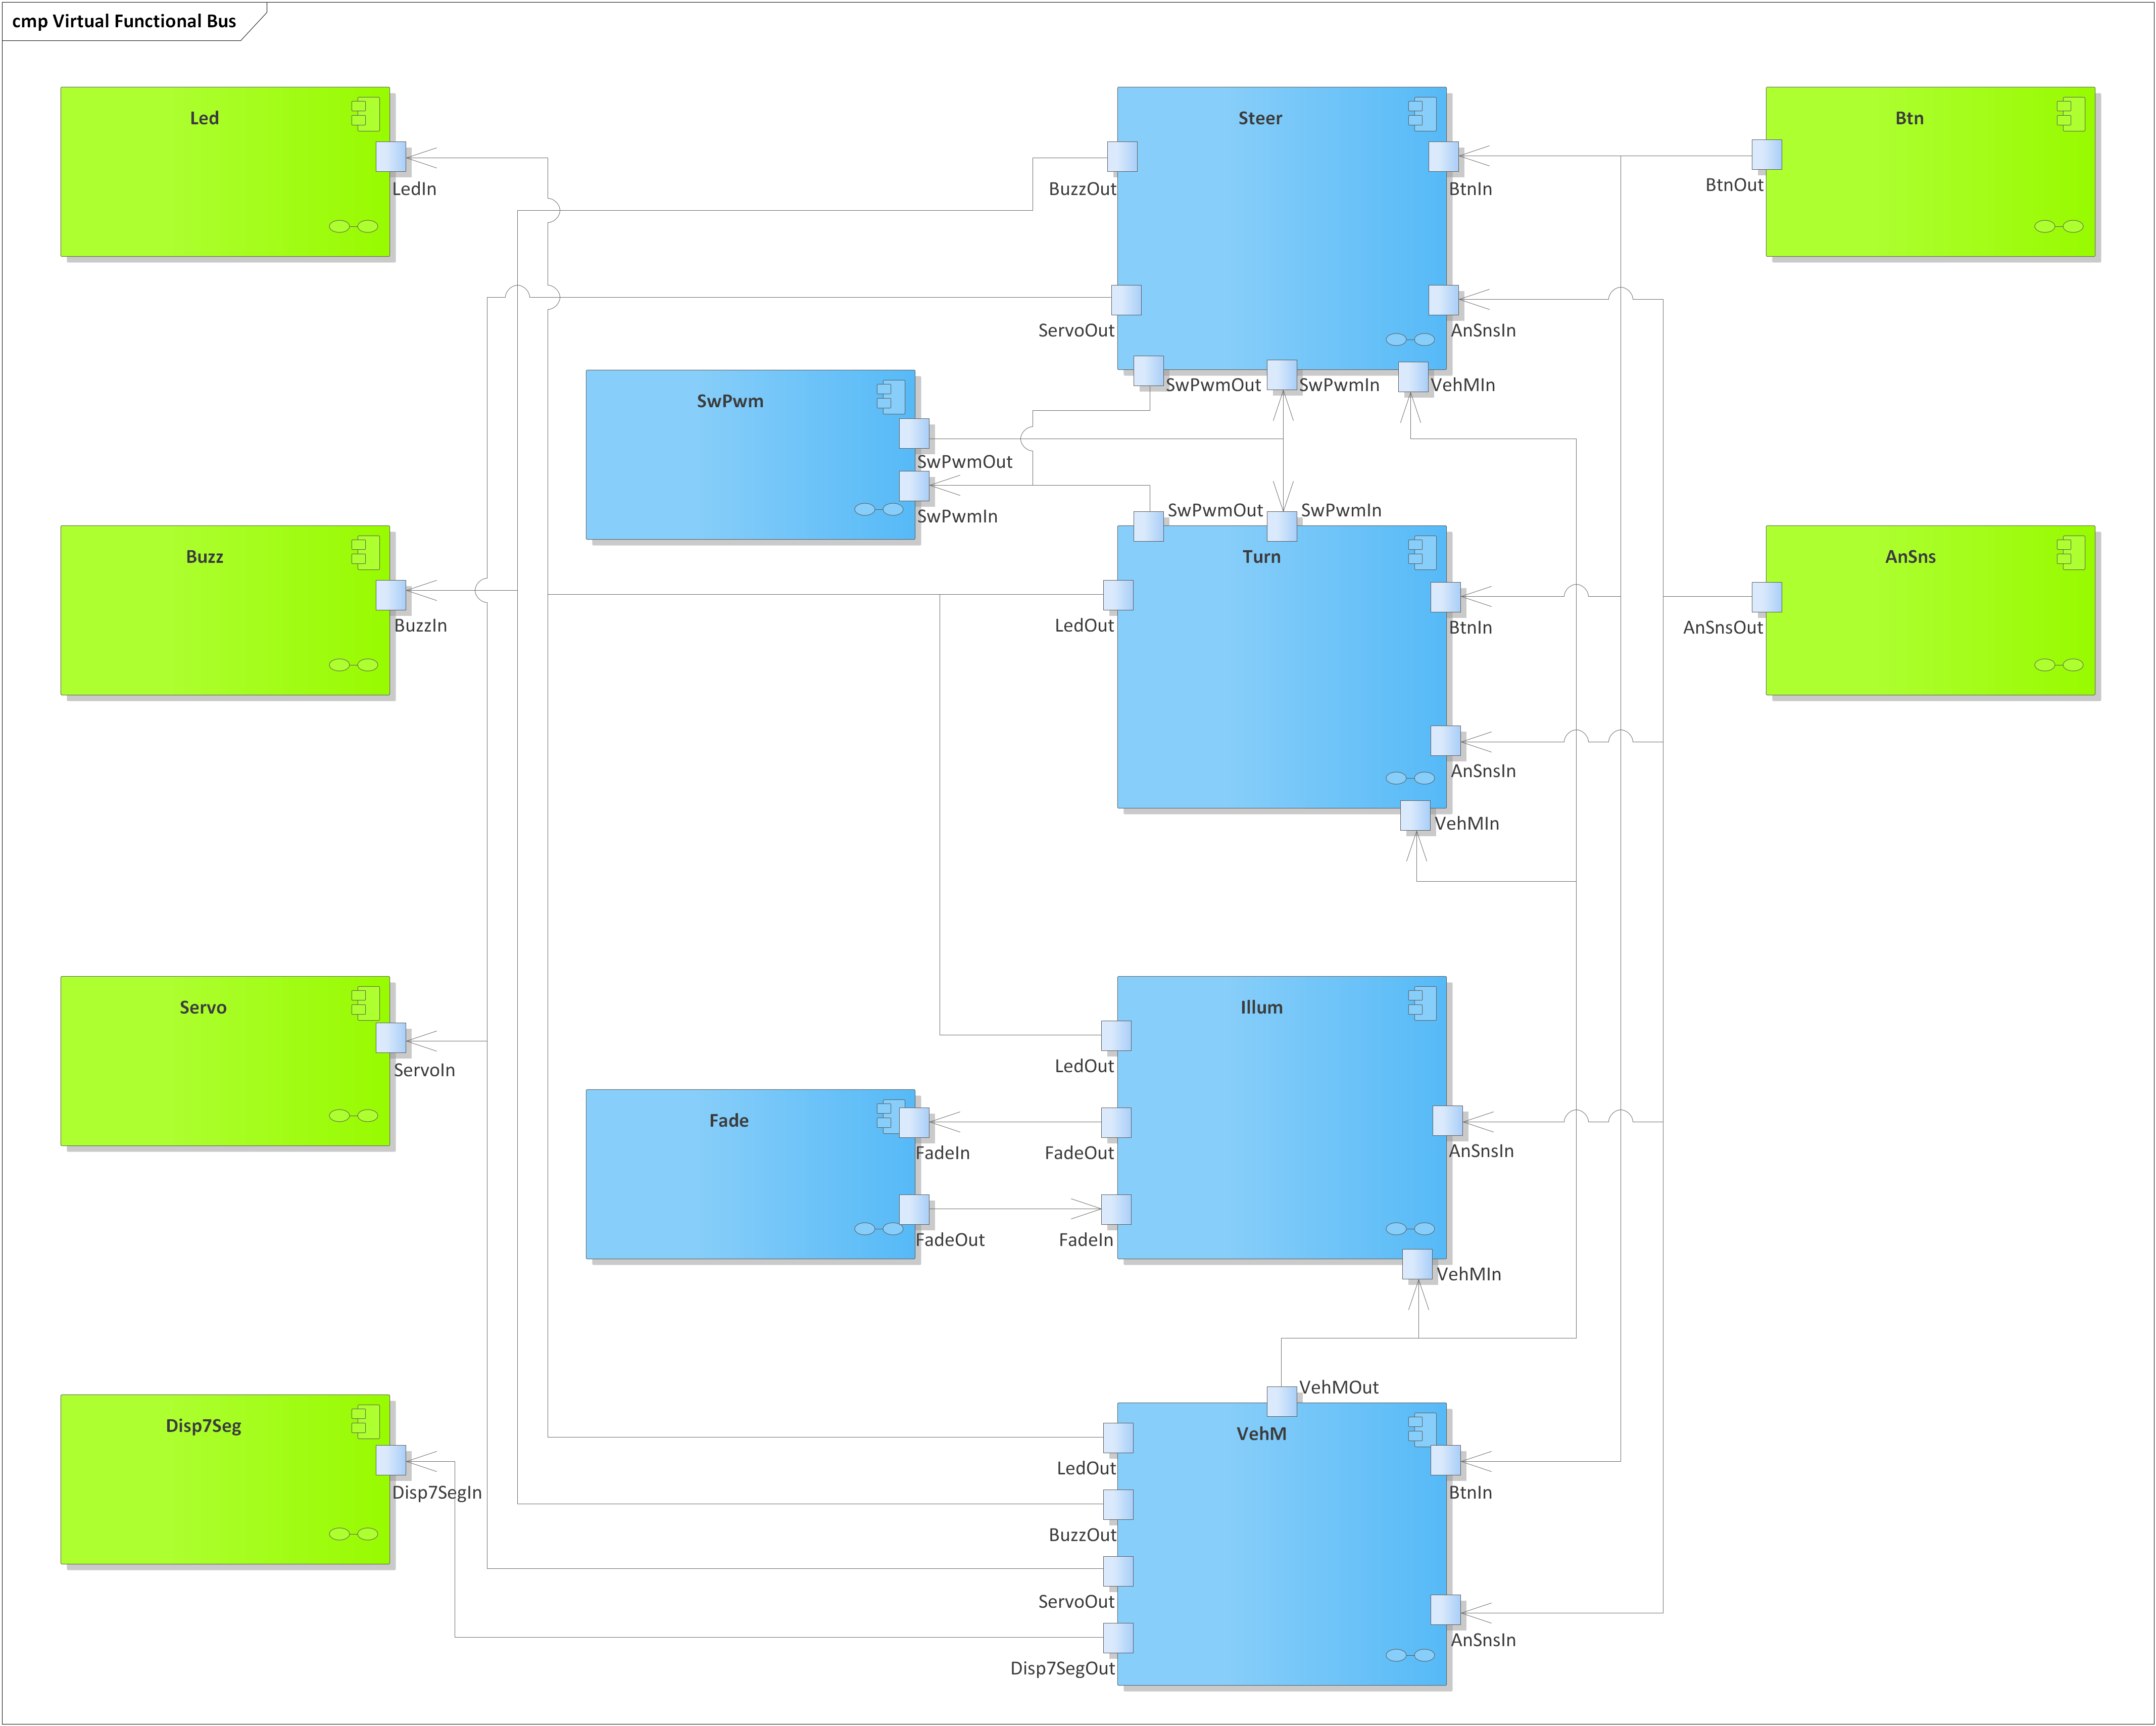 cmp Virtual Functional Bus
Led
LedIn
Steer
BuzzOut
BtnIn
ServoOut
AnSnsIn
SwPwmOut
SwPwmIn
VehMIn
Btn
BtnOut
SwPwm
SwPwmOut
SwPwmIn
Buzz
BuzzIn
SwPwmOut
SwPwmIn
Turn
LedOut
BtnIn
AnSnsIn
VehMIn
AnSns
AnSnsOut
Servo
ServoIn
Illum
LedOut
FadeOut
AnSnsIn
FadeIn
VehMIn
Fade
FadeIn
FadeOut
Disp7Seg
Disp7SegIn
VehMOut
VehM
LedOut
BtnIn
BuzzOut
ServoOut
AnSnsIn
Disp7SegOut